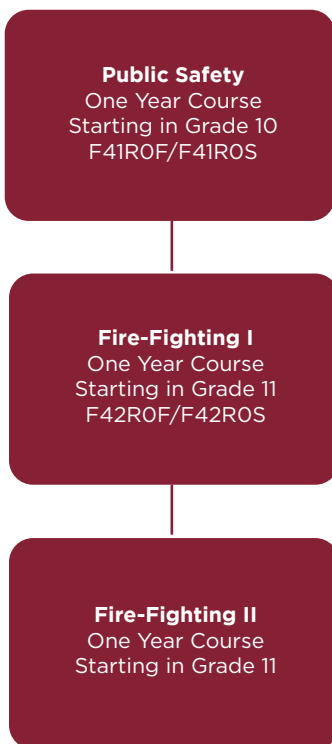 Public Safety
One Year Course
Starting in Grade 10
F41R0F/F41R0S
Fire-Fighting I
One Year Course
Starting in Grade 11
F42R0F/F42R0S
Fire-Fighting II
One Year Course
Starting in Grade 11